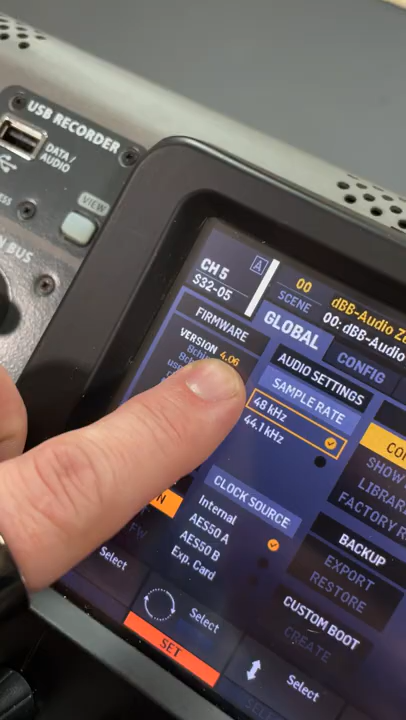 USB RECORDER
DATA/
AUDIO
VIEW
N BUS
CH 5
A
S32-05
00
SCENE
dBB-Audio Ze
00: dBB-Audio
FIRMWARE
VERSION 4.06
GLOBAL
CONFIG
AUDIO SETTINGS
SAMPLE RATE
48 kHz
44.1 kHz
CLOCK SOURCE
Internal
AES50 A
AES50 B
Exp. Card
SHOW
LIBRA
FACTORY R
BACKUP
EXPORT
RESTORE
CUSTOM BOOT
CREATE
Select
Select
SET
Select